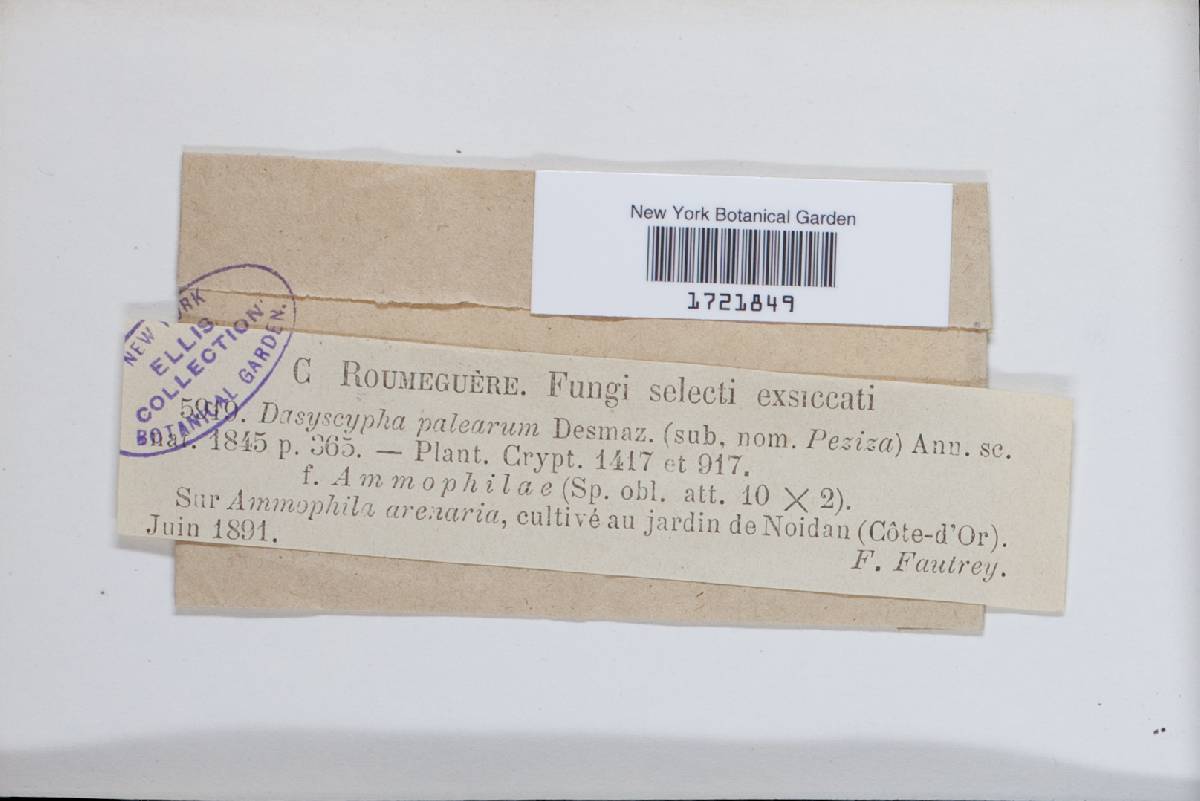 New York Botanical Garden
1721849
NEW YORK
ELLIS
COLLECTION.
BOTANICAL GARDEN.
C ROUMEGUÈRE. Fungi selecti exsiccati
5919. Dasyscypha palearum Desmaz. (sub, nom. Peziza) Ann. sc.
nat. 1845 p. 365. — Plant. Crypt. 1417 et 917.
f. Ammophilae (Sp. obl. att. 10 × 2).
Sur Ammophila arenaria, cultivé au jardin de Noidan (Côte-d'Or).
Juin 1891.
F. Fautrey.